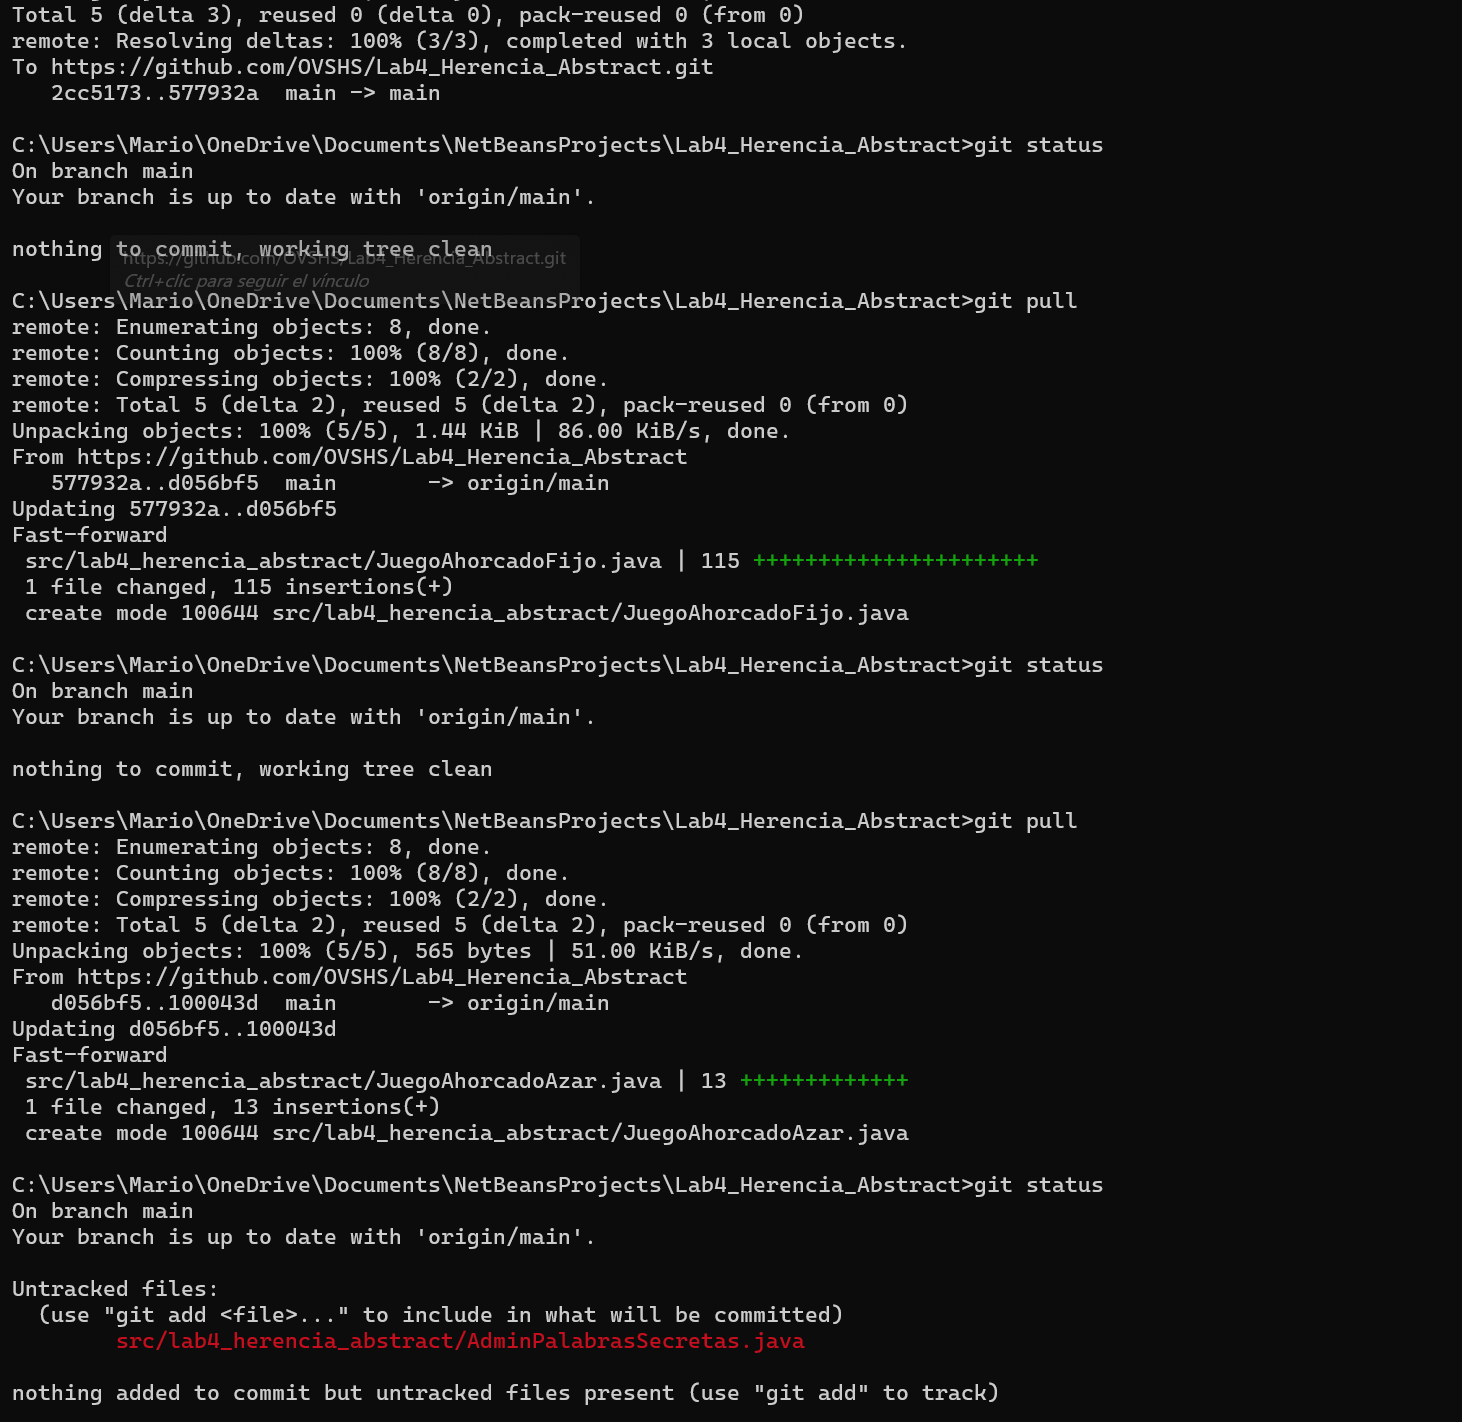 Total 5 (delta 3), reused 0 (delta 0), pack-reused 0 (from 0)
remote: Resolving deltas: 100% (3/3), completed with 3 local objects.
To https://github.com/OVSHS/Lab4_Herencia_Abstract.git
   2cc5173..577932a  main -> main

C:\Users\Mario\OneDrive\Documents\NetBeansProjects\Lab4_Herencia_Abstract>git status
On branch main
Your branch is up to date with 'origin/main'.

nothing to commit, working tree clean
https://github.com/OVSHS/Lab4_Herencia_Abstract.git
Ctrl+clic para seguir el vínculo

C:\Users\Mario\OneDrive\Documents\NetBeansProjects\Lab4_Herencia_Abstract>git pull
remote: Enumerating objects: 8, done.
remote: Counting objects: 100% (8/8), done.
remote: Compressing objects: 100% (2/2), done.
remote: Total 5 (delta 2), reused 5 (delta 2), pack-reused 0 (from 0)
Unpacking objects: 100% (5/5), 1.44 KiB | 86.00 KiB/s, done.
From https://github.com/OVSHS/Lab4_Herencia_Abstract
   577932a..d056bf5  main       -> origin/main
Updating 577932a..d056bf5
Fast-forward
 src/lab4_herencia_abstract/JuegoAhorcadoFijo.java | 115 ++++++++++++++++++++++
 1 file changed, 115 insertions(+)
 create mode 100644 src/lab4_herencia_abstract/JuegoAhorcadoFijo.java

C:\Users\Mario\OneDrive\Documents\NetBeansProjects\Lab4_Herencia_Abstract>git status
On branch main
Your branch is up to date with 'origin/main'.

nothing to commit, working tree clean

C:\Users\Mario\OneDrive\Documents\NetBeansProjects\Lab4_Herencia_Abstract>git pull
remote: Enumerating objects: 8, done.
remote: Counting objects: 100% (8/8), done.
remote: Compressing objects: 100% (2/2), done.
remote: Total 5 (delta 2), reused 5 (delta 2), pack-reused 0 (from 0)
Unpacking objects: 100% (5/5), 565 bytes | 51.00 KiB/s, done.
From https://github.com/OVSHS/Lab4_Herencia_Abstract
   d056bf5..100043d  main       -> origin/main
Updating d056bf5..100043d
Fast-forward
 src/lab4_herencia_abstract/JuegoAhorcadoAzar.java | 13 +++++++++++++
 1 file changed, 13 insertions(+)
 create mode 100644 src/lab4_herencia_abstract/JuegoAhorcadoAzar.java

C:\Users\Mario\OneDrive\Documents\NetBeansProjects\Lab4_Herencia_Abstract>git status
On branch main
Your branch is up to date with 'origin/main'.

Untracked files:
  (use "git add <file>..." to include in what will be committed)
        src/lab4_herencia_abstract/AdminPalabrasSecretas.java

nothing added to commit but untracked files present (use "git add" to track)